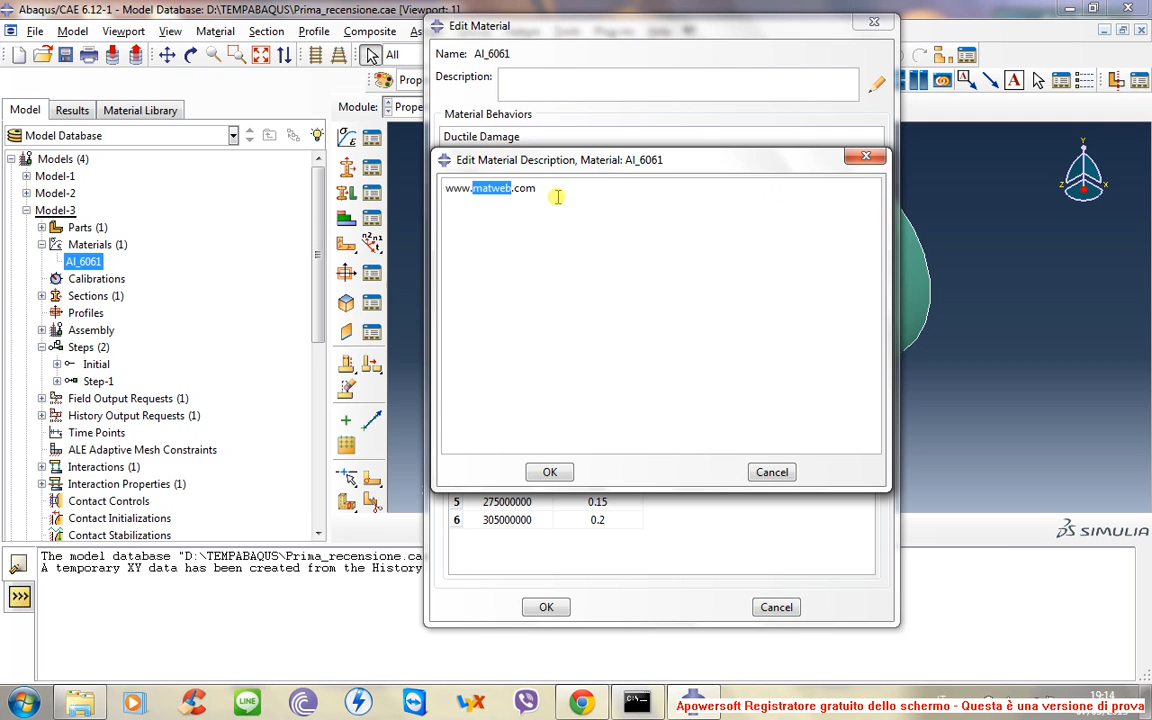 Abaqus/CAE 6.12-1 - Model Database: D:\TEMPABAQUS\Prima_recensione.cae [Viewport: 1]
File Model Viewport View Material Section Profile Composite
All
Model Results Material Library
Module:
Model Database
Models (4)
Model-1
Model-2
Model-3
Parts (1)
Materials (1)
Al_6061
Calibrations
Sections (1)
Profiles
Assembly
Steps (2)
Initial
Step-1
Field Output Requests (1)
History Output Requests (1)
Time Points
ALE Adaptive Mesh Constraints
Interactions (1)
Interaction Properties (1)
Contact Controls
Contact Initializations
Contact Stabilizations
Edit Material
Name: Al_6061
Description:
Material Behaviors
Ductile Damage
Edit Material Description, Material: Al_6061
www.matweb.com
OK Cancel
5 275000000 0.15
6 305000000 0.2
OK Cancel
Y
Z X
SIMULIA
The model database "D:\TEMPABAQUS\Prima_recensione.cae
A temporary XY data has been created from the History
LINE
19:14
Apowersoft Registratore gratuito dello schermo - Questa è una versione di prova